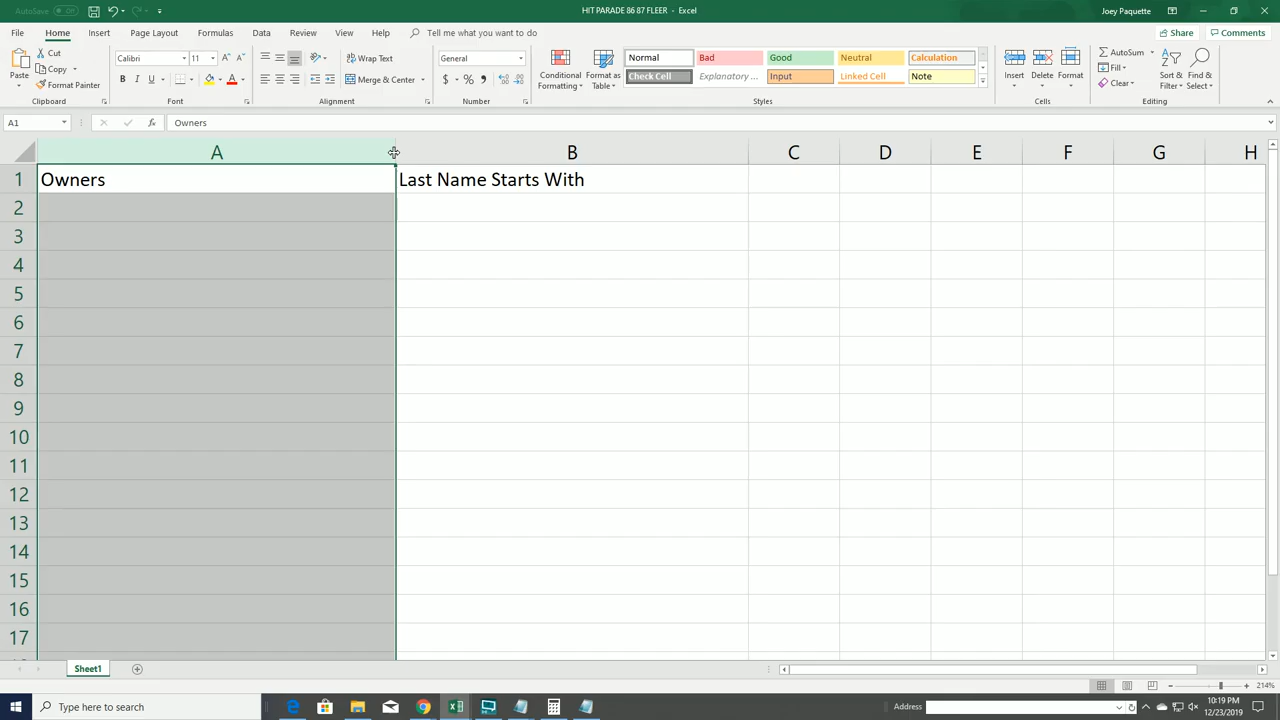 AutoSave Off
HIT PARADE 86 87 FLEER - Excel
Joey Paquette
File Home Insert Page Layout Formulas Data Review View Help Tell me what you want to do
Share Comments
Paste
Cut
Copy
Format Painter
Clipboard
Calibri 11
B I U A A A
Font
Wrap Text
Merge & Center
Alignment
General
$ % ,
Number
Conditional Formatting
Format as Table
Normal Bad Good Neutral Calculation
Check Cell Explanatory ... Input Linked Cell Note
Styles
Insert Delete Format
Cells
AutoSum
Fill
Clear
Sort & Filter
Find & Select
Editing
A1 fx Owners
A B C D E F G H
1 Owners Last Name Starts With
2
3
4
5
6
7
8
9
10
11
12
13
14
15
16
17
Sheet1
214%
Type here to search
Address
10:19 PM
12/23/2019